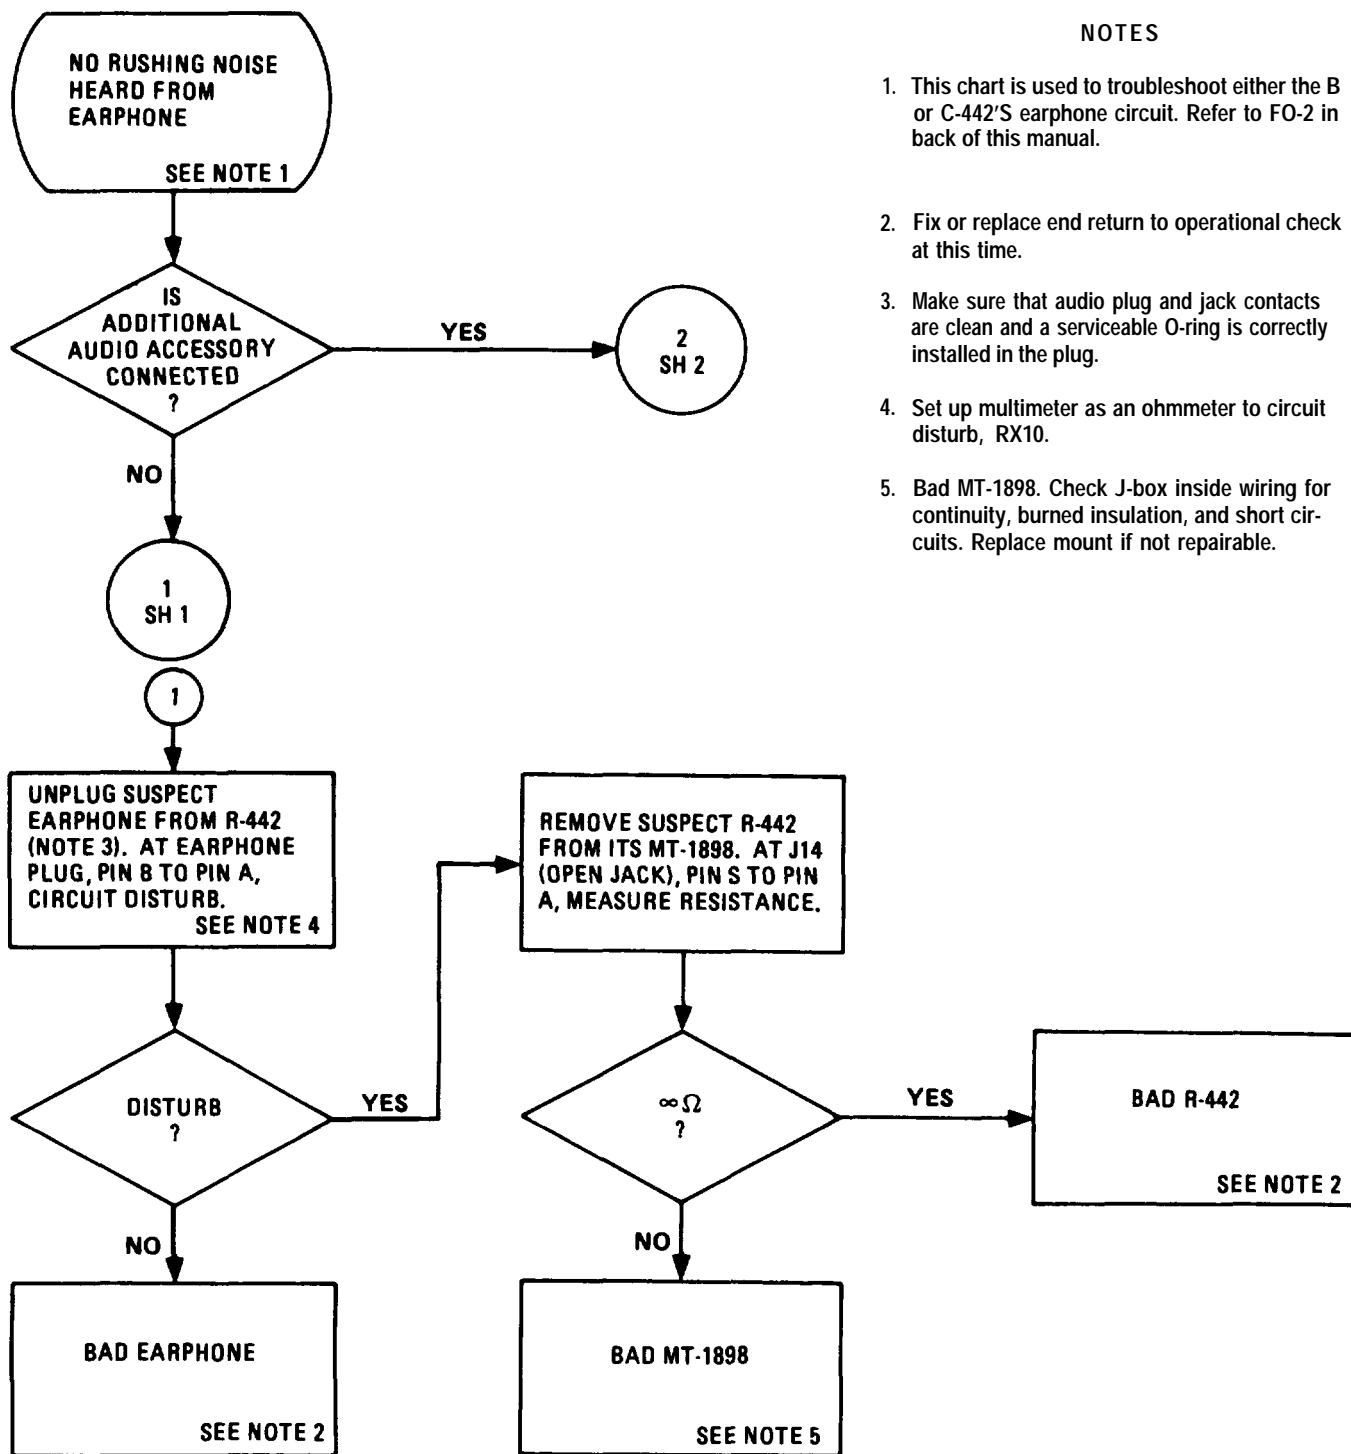 NO RUSHING NOISE
HEARD FROM
EARPHONE
SEE NOTE 1
IS
ADDITIONAL
AUDIO ACCESSORY
CONNECTED
?
YES
2
SH 2
NO
1
SH 1
1
UNPLUG SUSPECT
EARPHONE FROM R-442
(NOTE 3). AT EARPHONE
PLUG, PIN B TO PIN A,
CIRCUIT DISTURB.
SEE NOTE 4
DISTURB
?
YES
NO
BAD EARPHONE
SEE NOTE 2
REMOVE SUSPECT R-442
FROM ITS MT-1898. AT J14
(OPEN JACK), PIN S TO PIN
A, MEASURE RESISTANCE.
∞ Ω
?
YES
BAD R-442
SEE NOTE 2
NO
BAD MT-1898
SEE NOTE 5
NOTES
1. This chart is used to troubleshoot either the B
or C-442'S earphone circuit. Refer to FO-2 in
back of this manual.
2. Fix or replace end return to operational check
at this time.
3. Make sure that audio plug and jack contacts
are clean and a serviceable O-ring is correctly
installed in the plug.
4. Set up multimeter as an ohmmeter to circuit
disturb, RX10.
5. Bad MT-1898. Check J-box inside wiring for
continuity, burned insulation, and short cir-
cuits. Replace mount if not repairable.